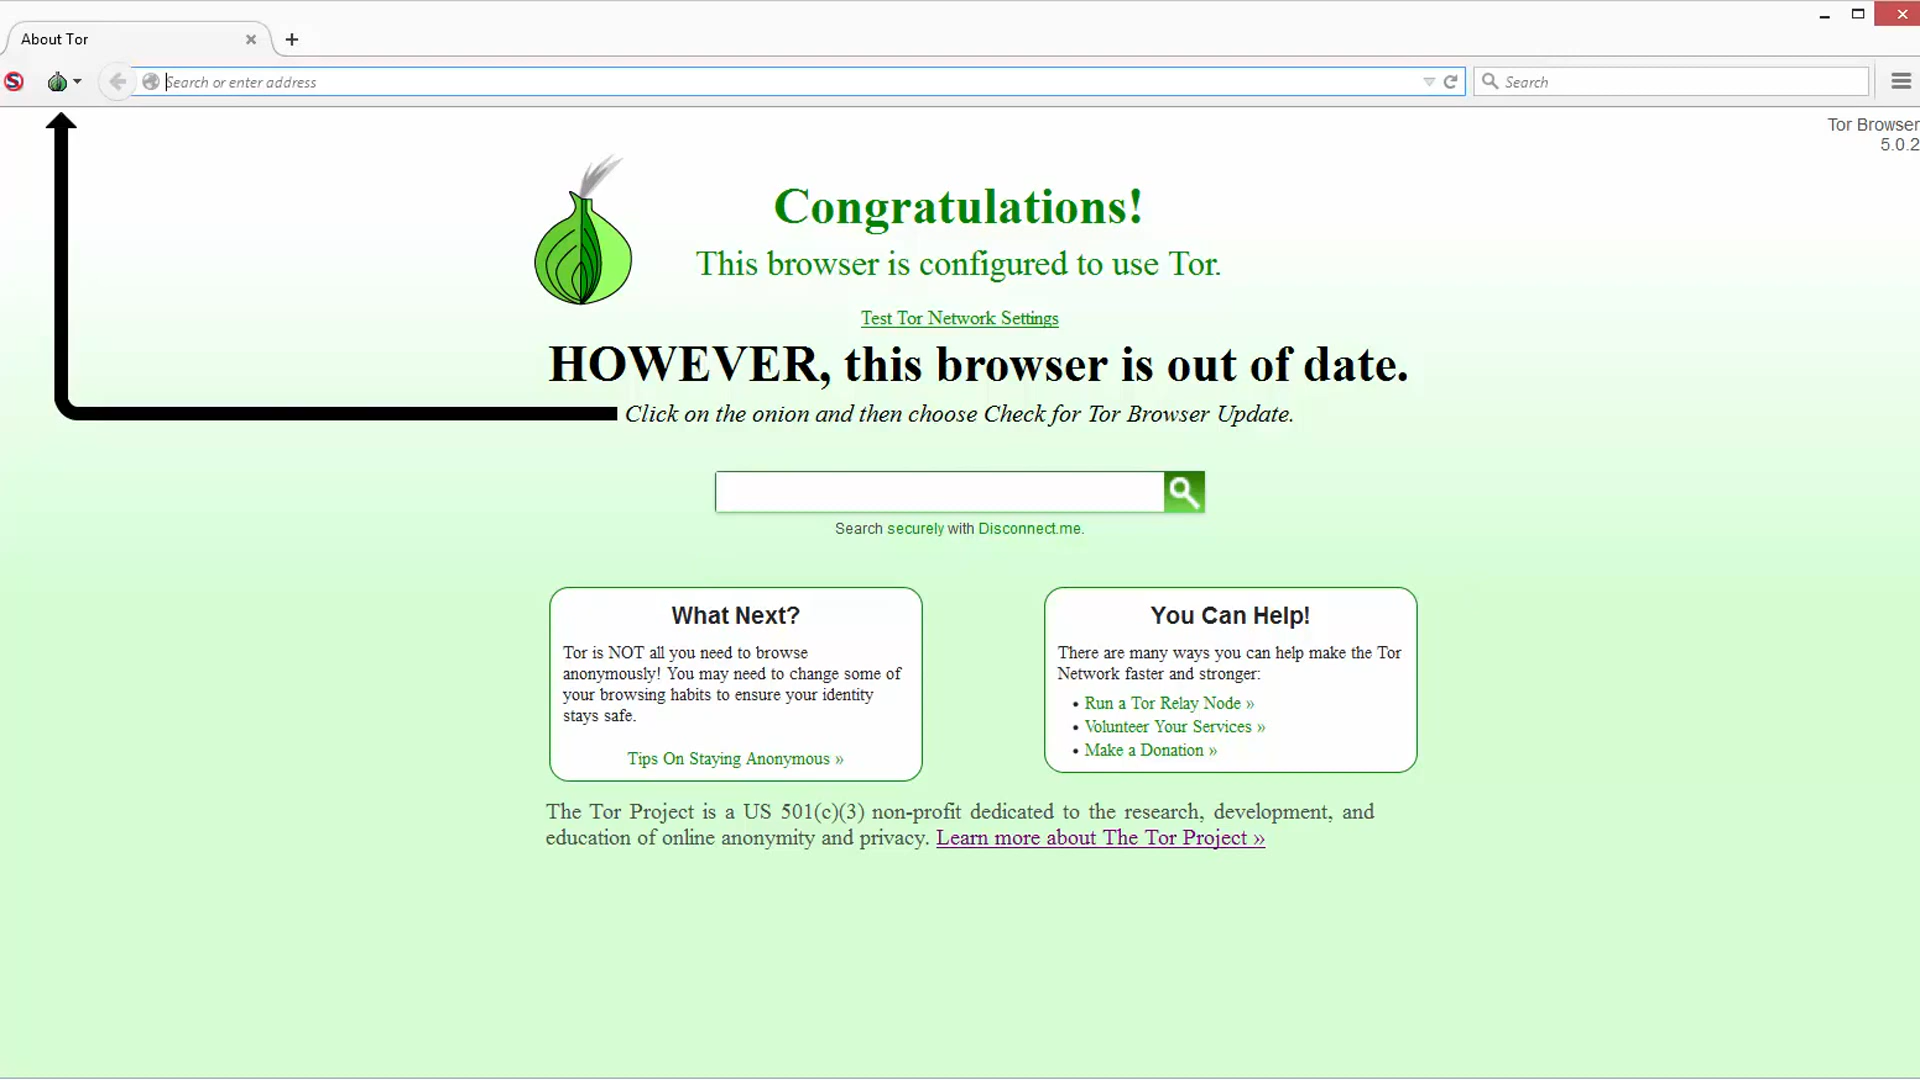 About Tor
Search or enter address
Search
Tor Browser
5.0.2
Congratulations!
This browser is configured to use Tor.
Test Tor Network Settings
HOWEVER, this browser is out of date.
Click on the onion and then choose Check for Tor Browser Update.
Search securely with Disconnect.me.
What Next?
Tor is NOT all you need to browse
anonymously! You may need to change some of
your browsing habits to ensure your identity
stays safe.
Tips On Staying Anonymous »
You Can Help!
There are many ways you can help make the Tor
Network faster and stronger:
• Run a Tor Relay Node »
• Volunteer Your Services »
• Make a Donation »
The Tor Project is a US 501(c)(3) non-profit dedicated to the research, development, and
education of online anonymity and privacy. Learn more about The Tor Project »